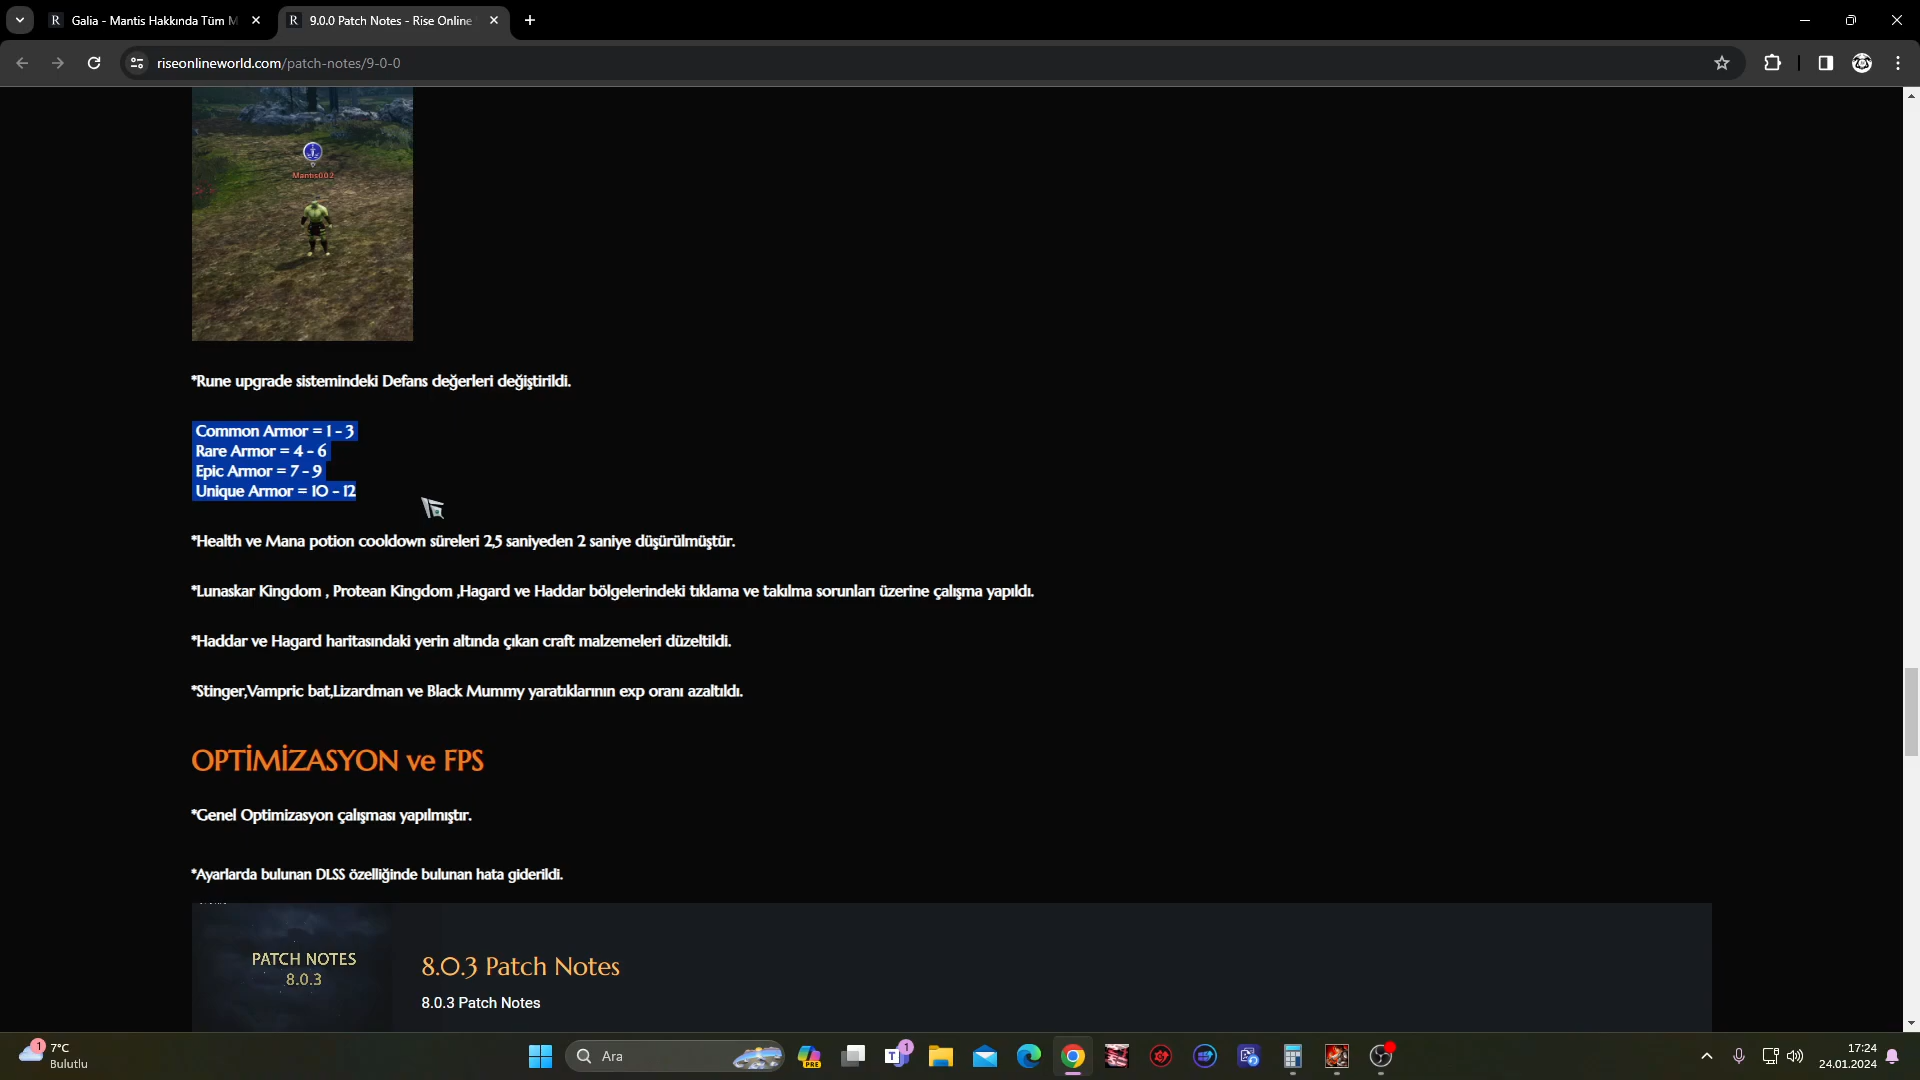 Galia - Mantis Hakkında Tüm M
9.0.0 Patch Notes - Rise Online
riseonlineworld.com/patch-notes/9-0-0
Mantis002
*Rune upgrade sistemindeki Defans değerleri değiştirildi.
Common Armor = 1 - 3
Rare Armor = 4 - 6
Epic Armor = 7 - 9
Unique Armor = 10 - 12
*Health ve Mana potion cooldown süreleri 2,5 saniyeden 2 saniye düşürülmüştür.
*Lunaskar Kingdom , Protean Kingdom ,Hagard ve Haddar bölgelerindeki tıklama ve takılma sorunları üzerine çalışma yapıldı.
*Haddar ve Hagard haritasındaki yerin altında çıkan craft malzemeleri düzeltildi.
*Stinger,Vampric bat,Lizardman ve Black Mummy yaratıklarının exp oranı azaltıldı.
OPTİMİZASYON ve FPS
*Genel Optimizasyon çalışması yapılmıştır.
*Ayarlarda bulunan DLSS özelliğinde bulunan hata giderildi.
PATCH NOTES
8.0.3
8.0.3 Patch Notes
8.0.3 Patch Notes
1
7°C
Bulutlu
Ara
PRE
1
17:24
24.01.2024